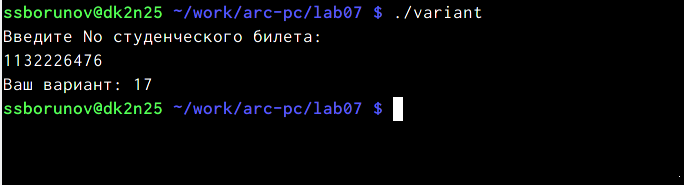 ssborunov@dk2n25 ~/work/arc-pc/lab07 $ ./variant
Введите No студенческого билета:
1132226476
Ваш вариант: 17
ssborunov@dk2n25 ~/work/arc-pc/lab07 $